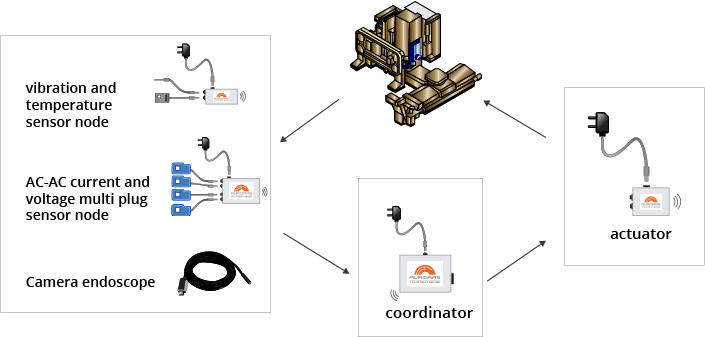 vibration and
temperature
sensor node
AC-AC current and
voltage multi plug
sensor node
Camera endoscope
coordinator
actuator